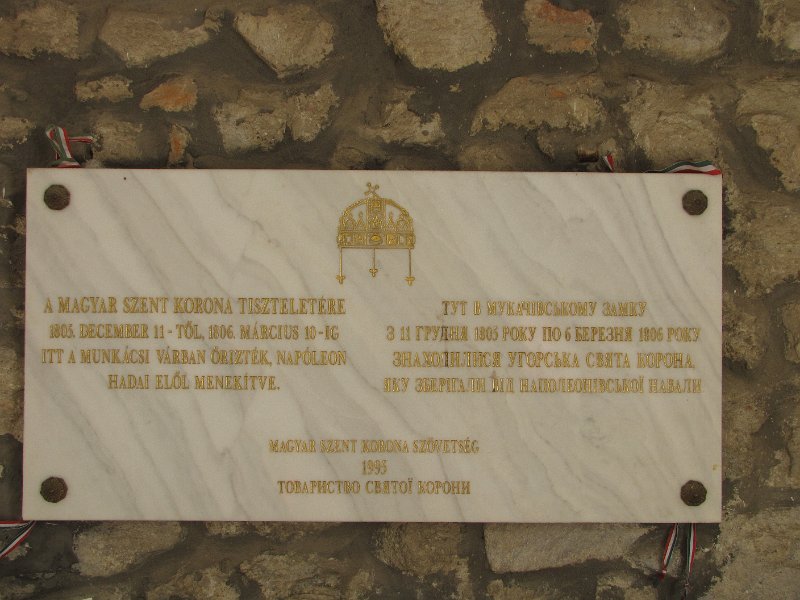 A MAGYAR SZENT KORONA TISZTELETÉRE
1805. DECEMBER 11 - TŐL 1806. MÁRCIUS 10 - IG
ITT A MUNKÁCSI VÁRBAN ŐRIZTÉK, NAPÓLEON
HADAI ELŐL MENEKÍTVE.
ТУТ В МУКАЧІВСЬКОМУ ЗАМКУ
З 11 ГРУДНЯ 1805 РОКУ ПО 6 БЕРЕЗНЯ 1806 РОКУ
ЗНАХОДИЛИСЯ УГОРСЬКА СВЯТА КОРОНА,
ЯКУ ЗБЕРІГАЛИ ВІД НАПОЛЕОНІВСЬКОЇ НАВАЛИ
MAGYAR SZENT KORONA SZÖVETSÉG
1995
ТОВАРИСТВО СВЯТОЇ КОРОНИ